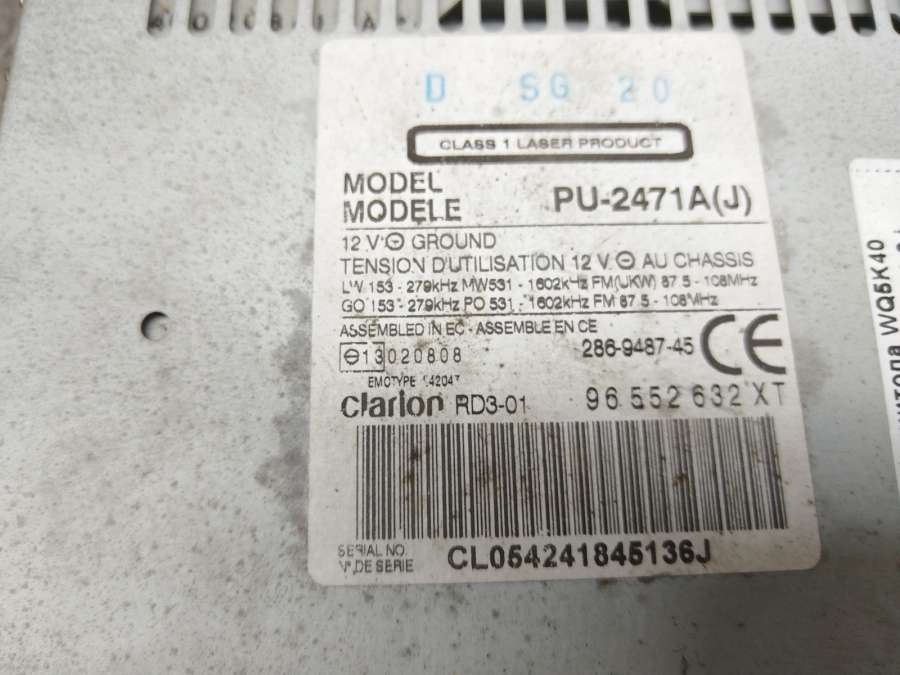 D SG 20
CLASS 1 LASER PRODUCT
MODEL
MODELE PU-2471A(J)
12 V ⊖ GROUND
TENSION D'UTILISATION 12 V ⊖ AU CHASSIS
LW 153 - 279kHz MW531 - 1602kHz FM(UKW) 87.5 - 108MHz
GO 153 - 279kHz PO 531 - 1602kHz FM 87.5 - 108MHz
ASSEMBLED IN EC - ASSEMBLE EN CE
286-9487-45 CE
13020808
EMOTYPE
clarion RD3-01 96 552 632 XT
SERIAL NO.
N° DE SERIE CL054241845136J
WQ5K40